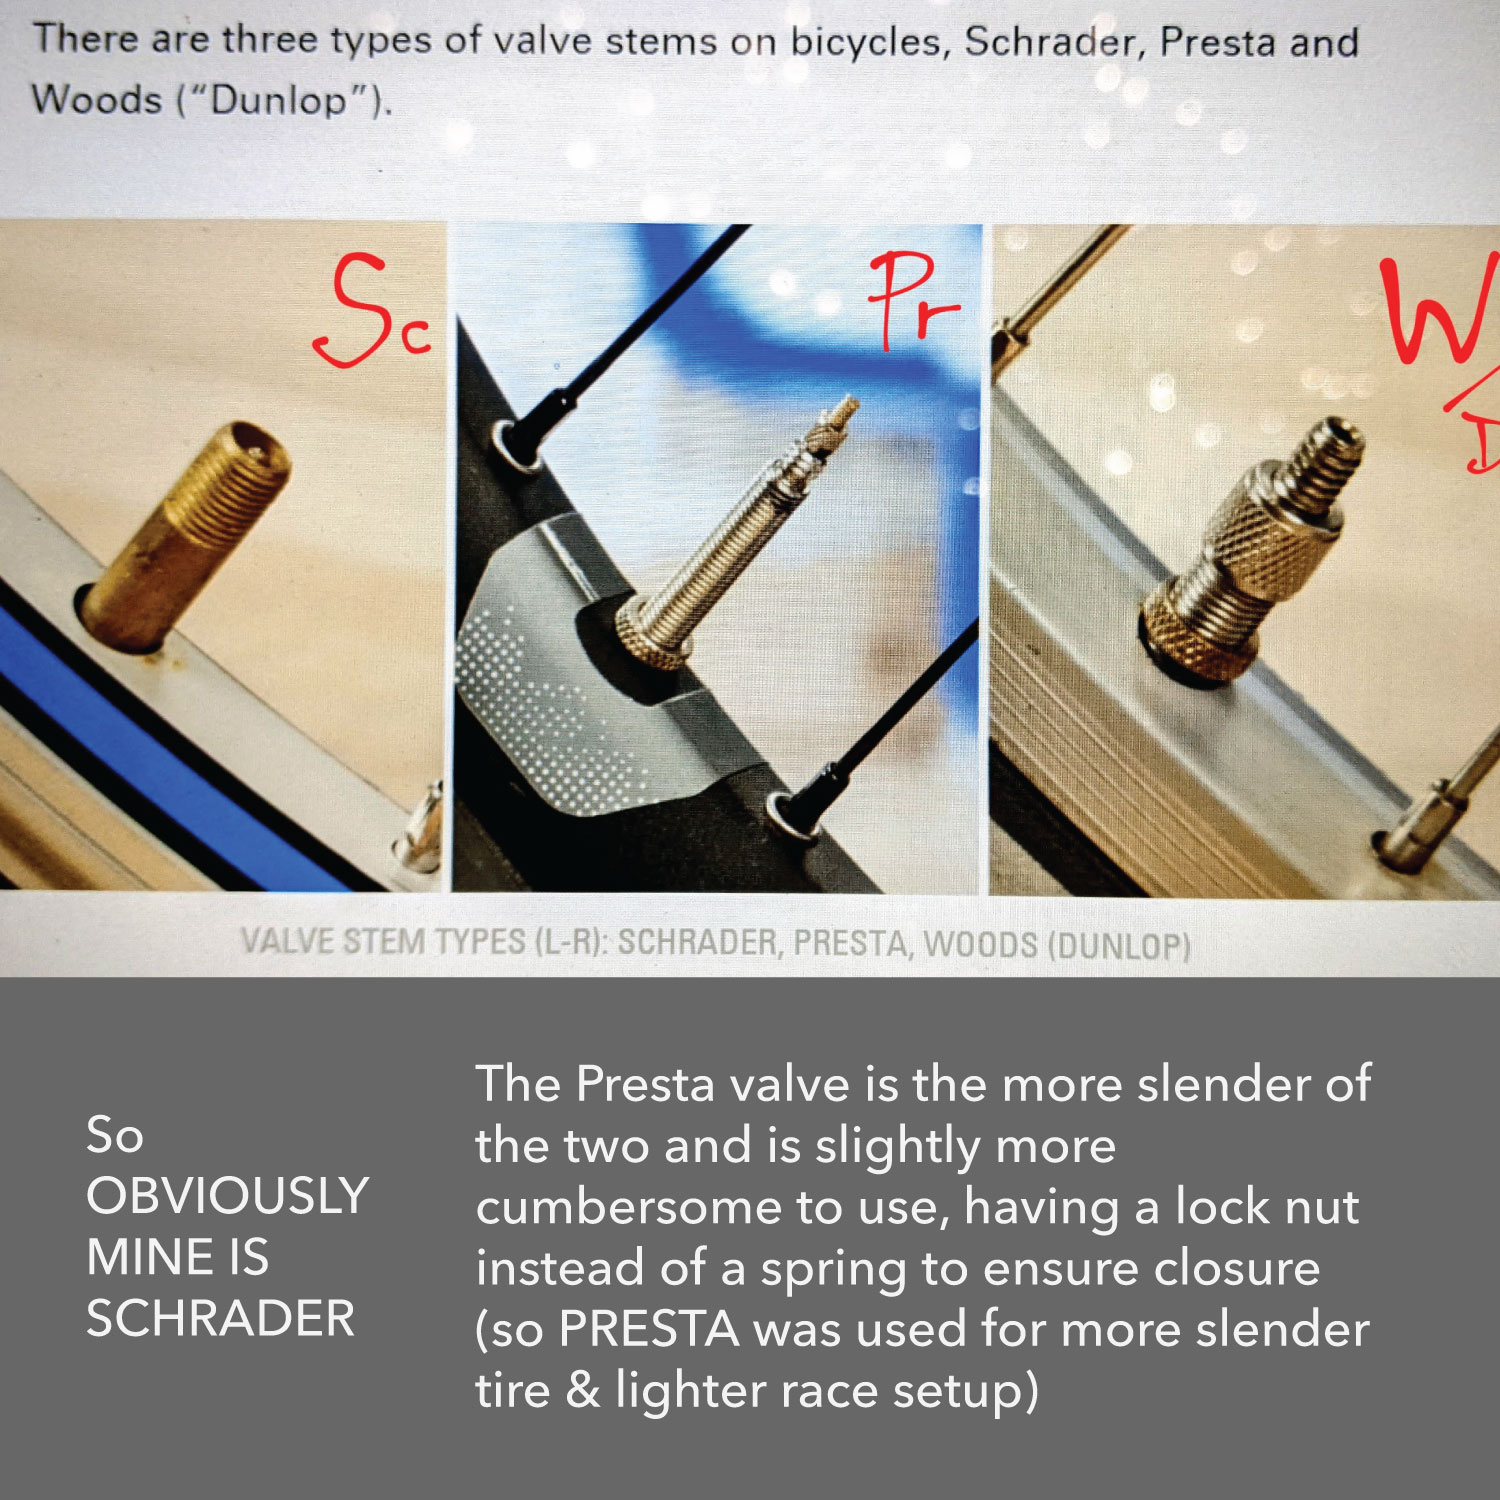 There are three types of valve stems on bicycles, Schrader, Presta and
Woods ("Dunlop").
Sc
Pr
W/D
VALVE STEM TYPES (L-R): SCHRADER, PRESTA, WOODS (DUNLOP)
So
OBVIOUSLY
MINE IS
SCHRADER
The Presta valve is the more slender of
the two and is slightly more
cumbersome to use, having a lock nut
instead of a spring to ensure closure
(so PRESTA was used for more slender
tire & lighter race setup)